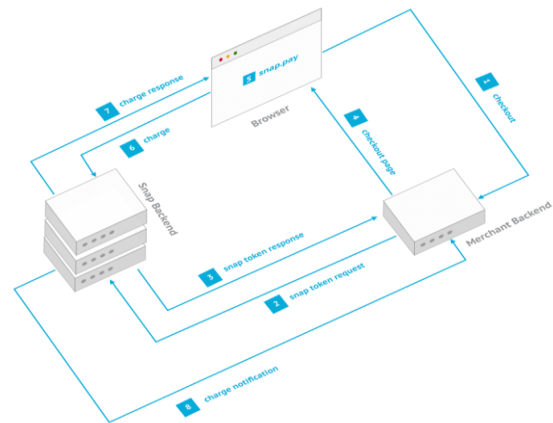 S snap.pay
Browser
1 checkout
7 charge response
6 charge
4 checkout page
Snap Backend
Merchant Backend
3 snap token response
2 snap token request
8 charge notification